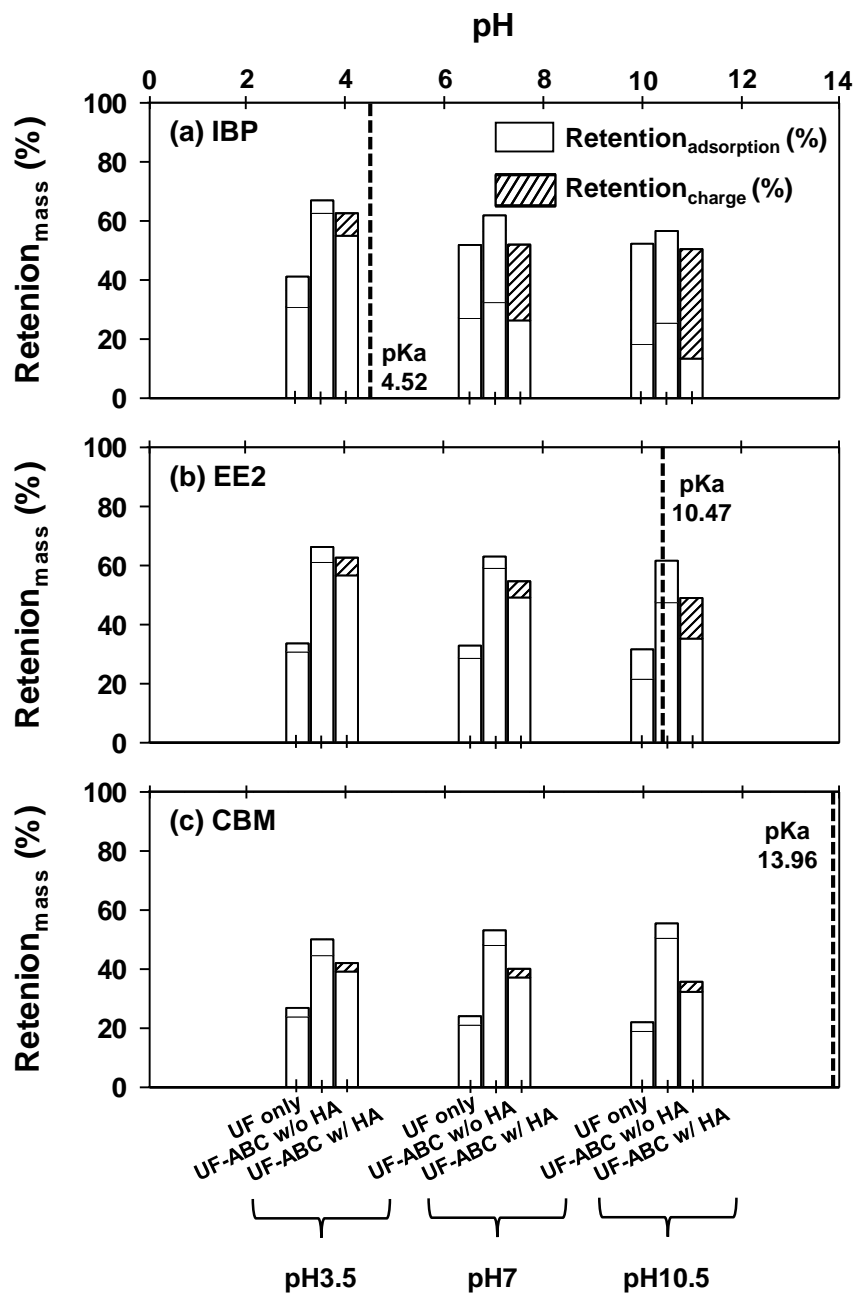 pH
0 2 4 6 8 10 12 14
Retenion_mass (%)
100
80
60
40
20
0
(a) IBP
Retention_adsorption (%)
Retention_charge (%)
pKa
4.52
Retenion_mass (%)
100
80
60
40
20
0
(b) EE2
pKa
10.47
Retenion_mass (%)
100
80
60
40
20
0
(c) CBM
pKa
13.96
UF only
UF-ABC w/o HA
UF-ABC w/ HA
UF only
UF-ABC w/o HA
UF-ABC w/ HA
UF only
UF-ABC w/o HA
UF-ABC w/ HA
pH3.5 pH7 pH10.5